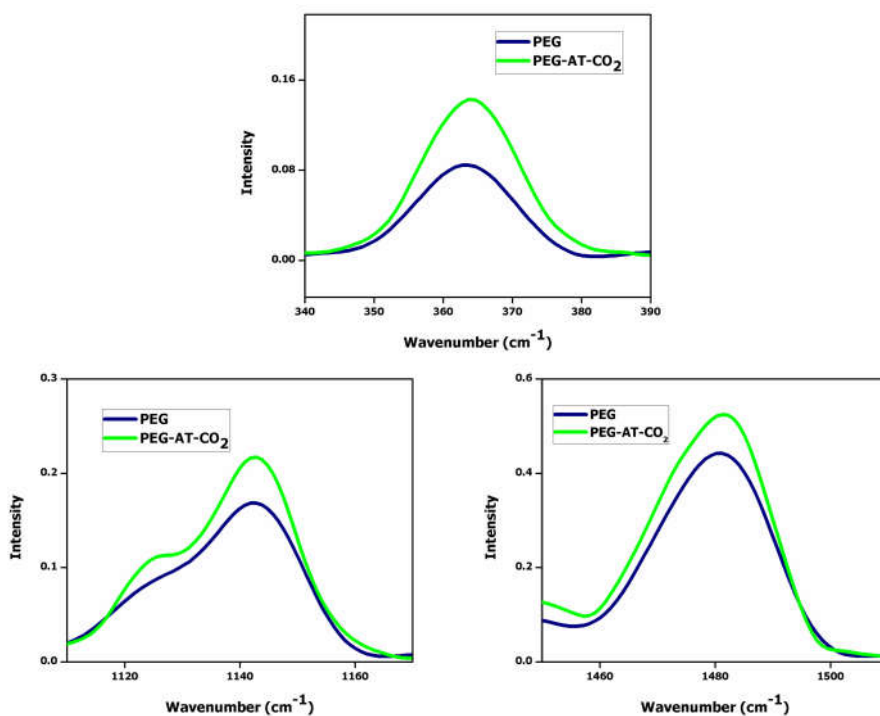 PEG
PEG-AT-CO2
0.16
0.08
0.00
Intensity
340 350 360 370 380 390
Wavenumber (cm-1)
0.3
0.2
0.1
0.0
Intensity
PEG
PEG-AT-CO2
1120 1140 1160
Wavenumber (cm-1)
0.6
0.4
0.2
0.0
Intensity
PEG
PEG-AT-CO2
1460 1480 1500
Wavenumber (cm-1)